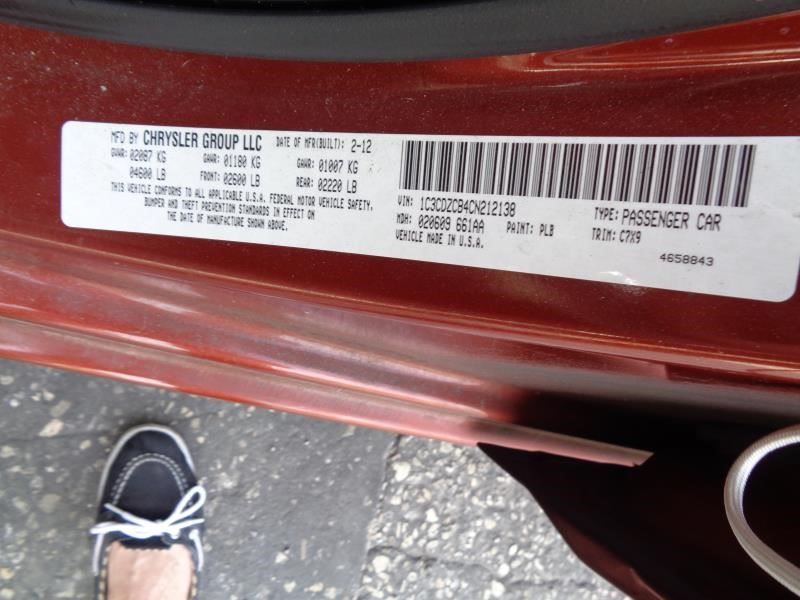 MFD BY CHRYSLER GROUP LLC DATE OF MFR(BUILT): 2-12
GVWR: 02087 KG GAWR: 01180 KG GAWR: 01007 KG
04600 LB FRONT: 02600 LB REAR: 02220 LB
THIS VEHICLE CONFORMS TO ALL APPLICABLE U.S.A. FEDERAL MOTOR VEHICLE SAFETY,
BUMPER AND THEFT PREVENTION STANDARDS IN EFFECT ON
THE DATE OF MANUFACTURE SHOWN ABOVE.
VIN: 1C3CDZCB4CN212138 TYPE: PASSENGER CAR
MDH: 020609 661AA PAINT: PLB TRIM: C7X9
VEHICLE MADE IN U.S.A. 4658843